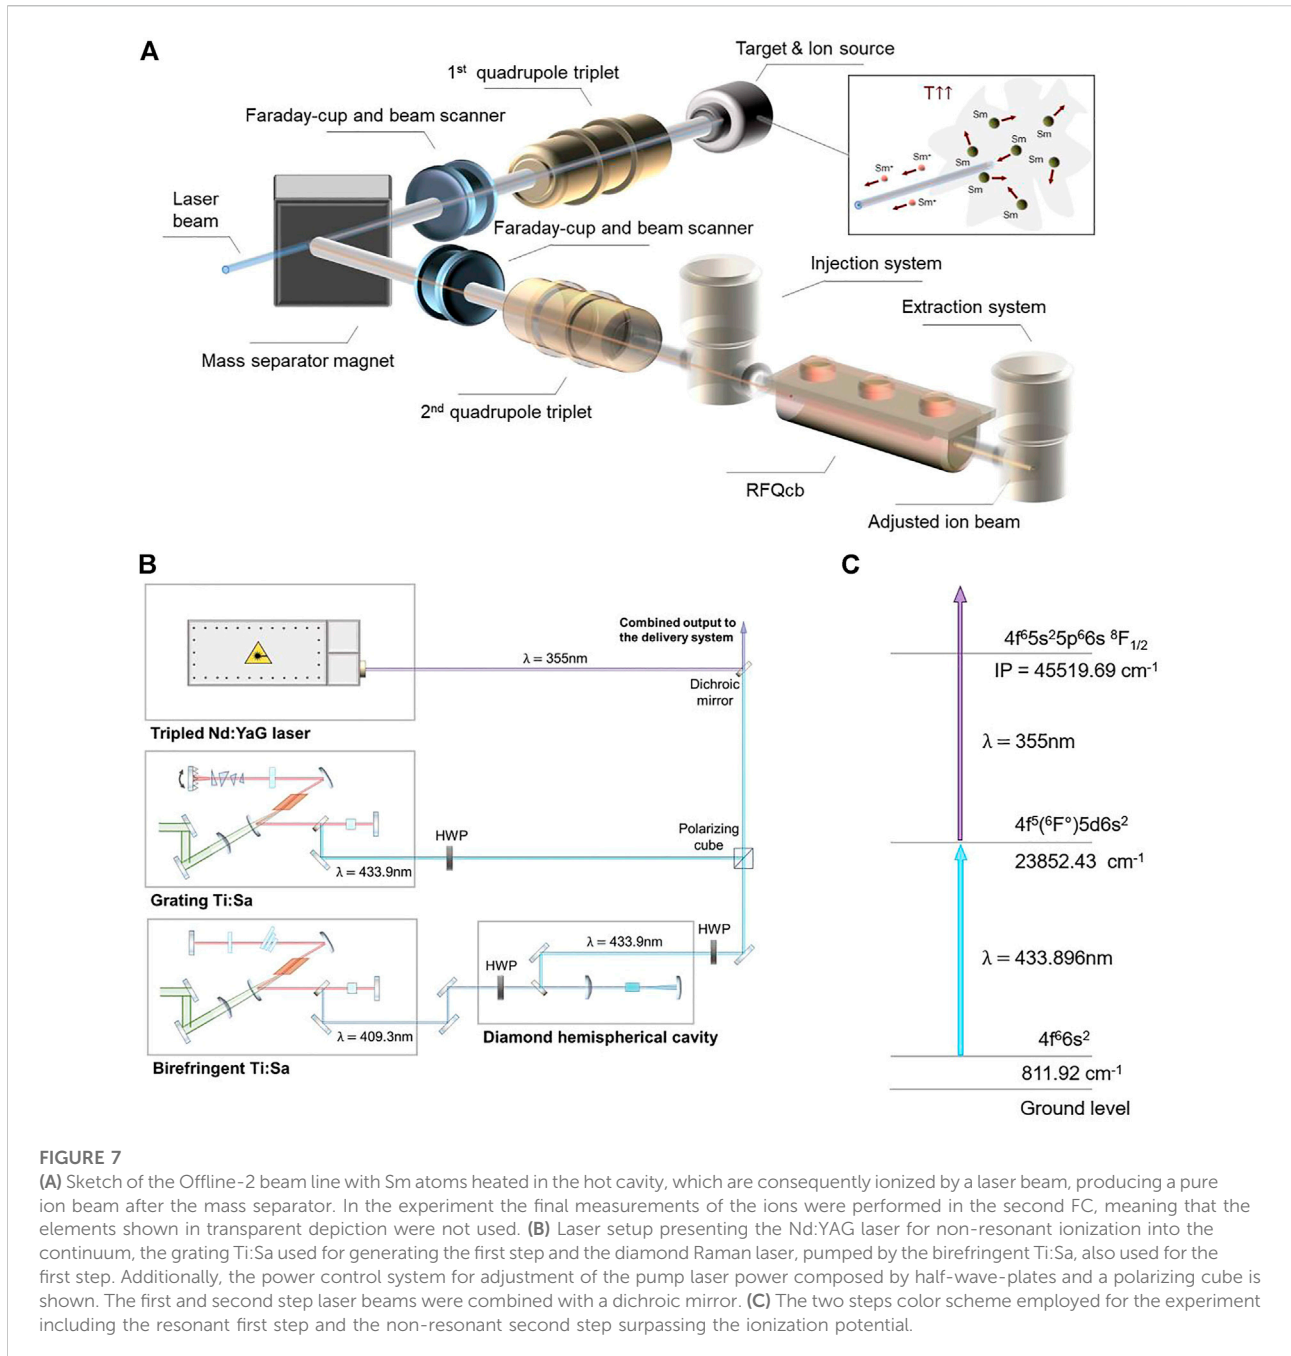 A
Target & Ion source
1st quadrupole triplet
Faraday-cup and beam scanner
T↑↑
Sm
Sm
Sm
Sm
Sm
Sm
Sm
Sm
Sm⁺
Sm⁺
Sm⁺
Laser
beam
Faraday-cup and beam scanner
Injection system
Extraction system
Mass separator magnet
2nd quadrupole triplet
RFQcb
Adjusted ion beam
B
Combined output to
the delivery system
λ = 355nm
Dichroic
mirror
Tripled Nd:YaG laser
HWP
Polarizing
cube
λ = 433.9nm
Grating Ti:Sa
λ = 433.9nm
HWP
HWP
λ = 409.3nm
Diamond hemispherical cavity
Birefringent Ti:Sa
C
4f⁶5s²5p⁶6s ⁸F₁/₂
IP = 45519.69 cm⁻¹
λ = 355nm
4f⁵(⁶F°)5d6s²
23852.43 cm⁻¹
λ = 433.896nm
4f⁶6s²
811.92 cm⁻¹
Ground level
FIGURE 7
(A) Sketch of the Offline-2 beam line with Sm atoms heated in the hot cavity, which are consequently ionized by a laser beam, producing a pure
ion beam after the mass separator. In the experiment the final measurements of the ions were performed in the second FC, meaning that the
elements shown in transparent depiction were not used. (B) Laser setup presenting the Nd:YAG laser for non-resonant ionization into the
continuum, the grating Ti:Sa used for generating the first step and the diamond Raman laser, pumped by the birefringent Ti:Sa, also used for the
first step. Additionally, the power control system for adjustment of the pump laser power composed by half-wave-plates and a polarizing cube is
shown. The first and second step laser beams were combined with a dichroic mirror. (C) The two steps color scheme employed for the experiment
including the resonant first step and the non-resonant second step surpassing the ionization potential.